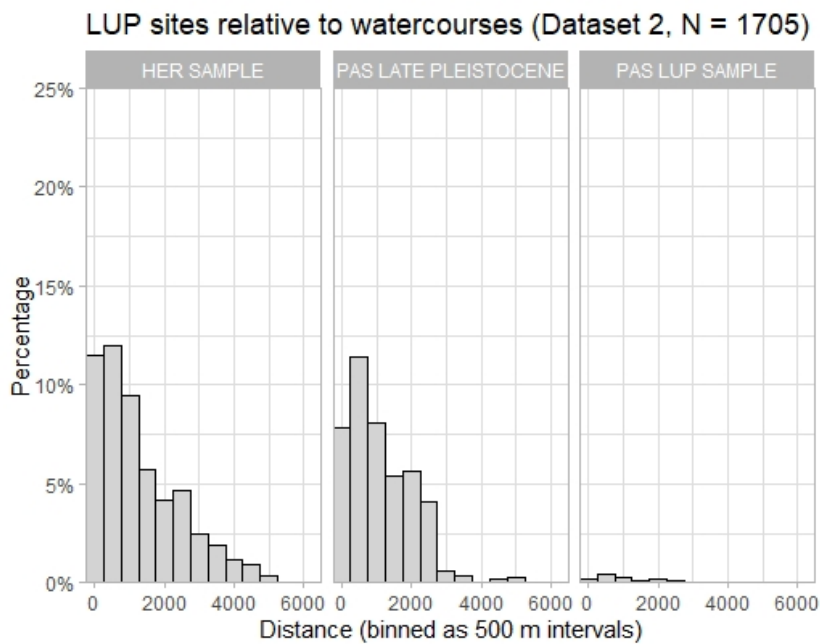 LUP sites relative to watercourses (Dataset 2, N = 1705)
HER SAMPLE
PAS LATE PLEISTOCENE
PAS LUP SAMPLE
25%
20%
15%
10%
5%
0%
Percentage
0 2000 4000 6000
0 2000 4000 6000
0 2000 4000 6000
Distance (binned as 500 m intervals)